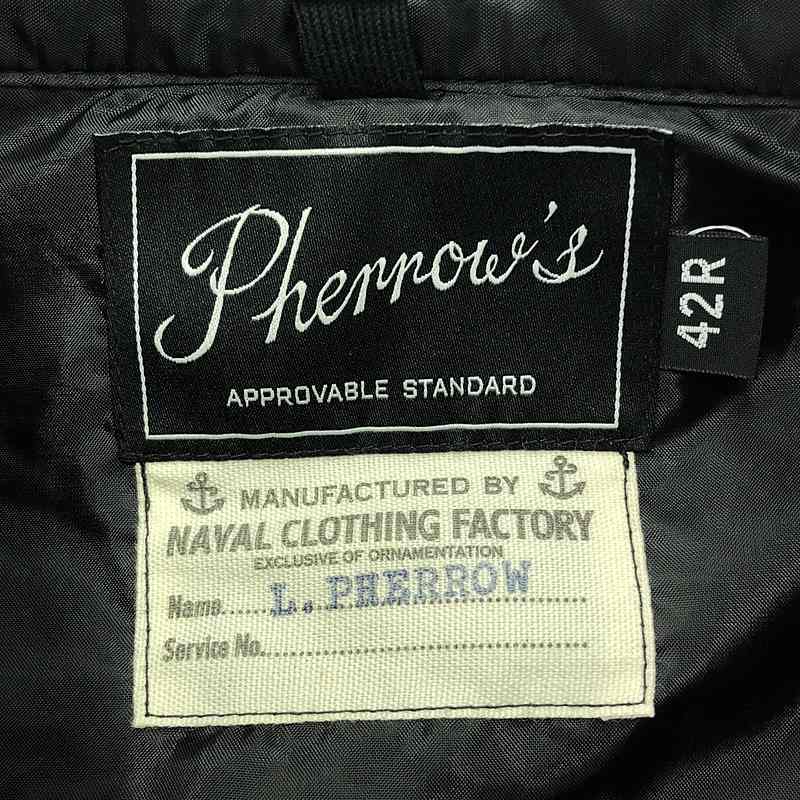 Pherrow's
APPROVABLE STANDARD
42R
MANUFACTURED BY
NAVAL CLOTHING FACTORY
EXCLUSIVE OF ORNAMENTATION
Name......L. PHERROW......
Service No..............................